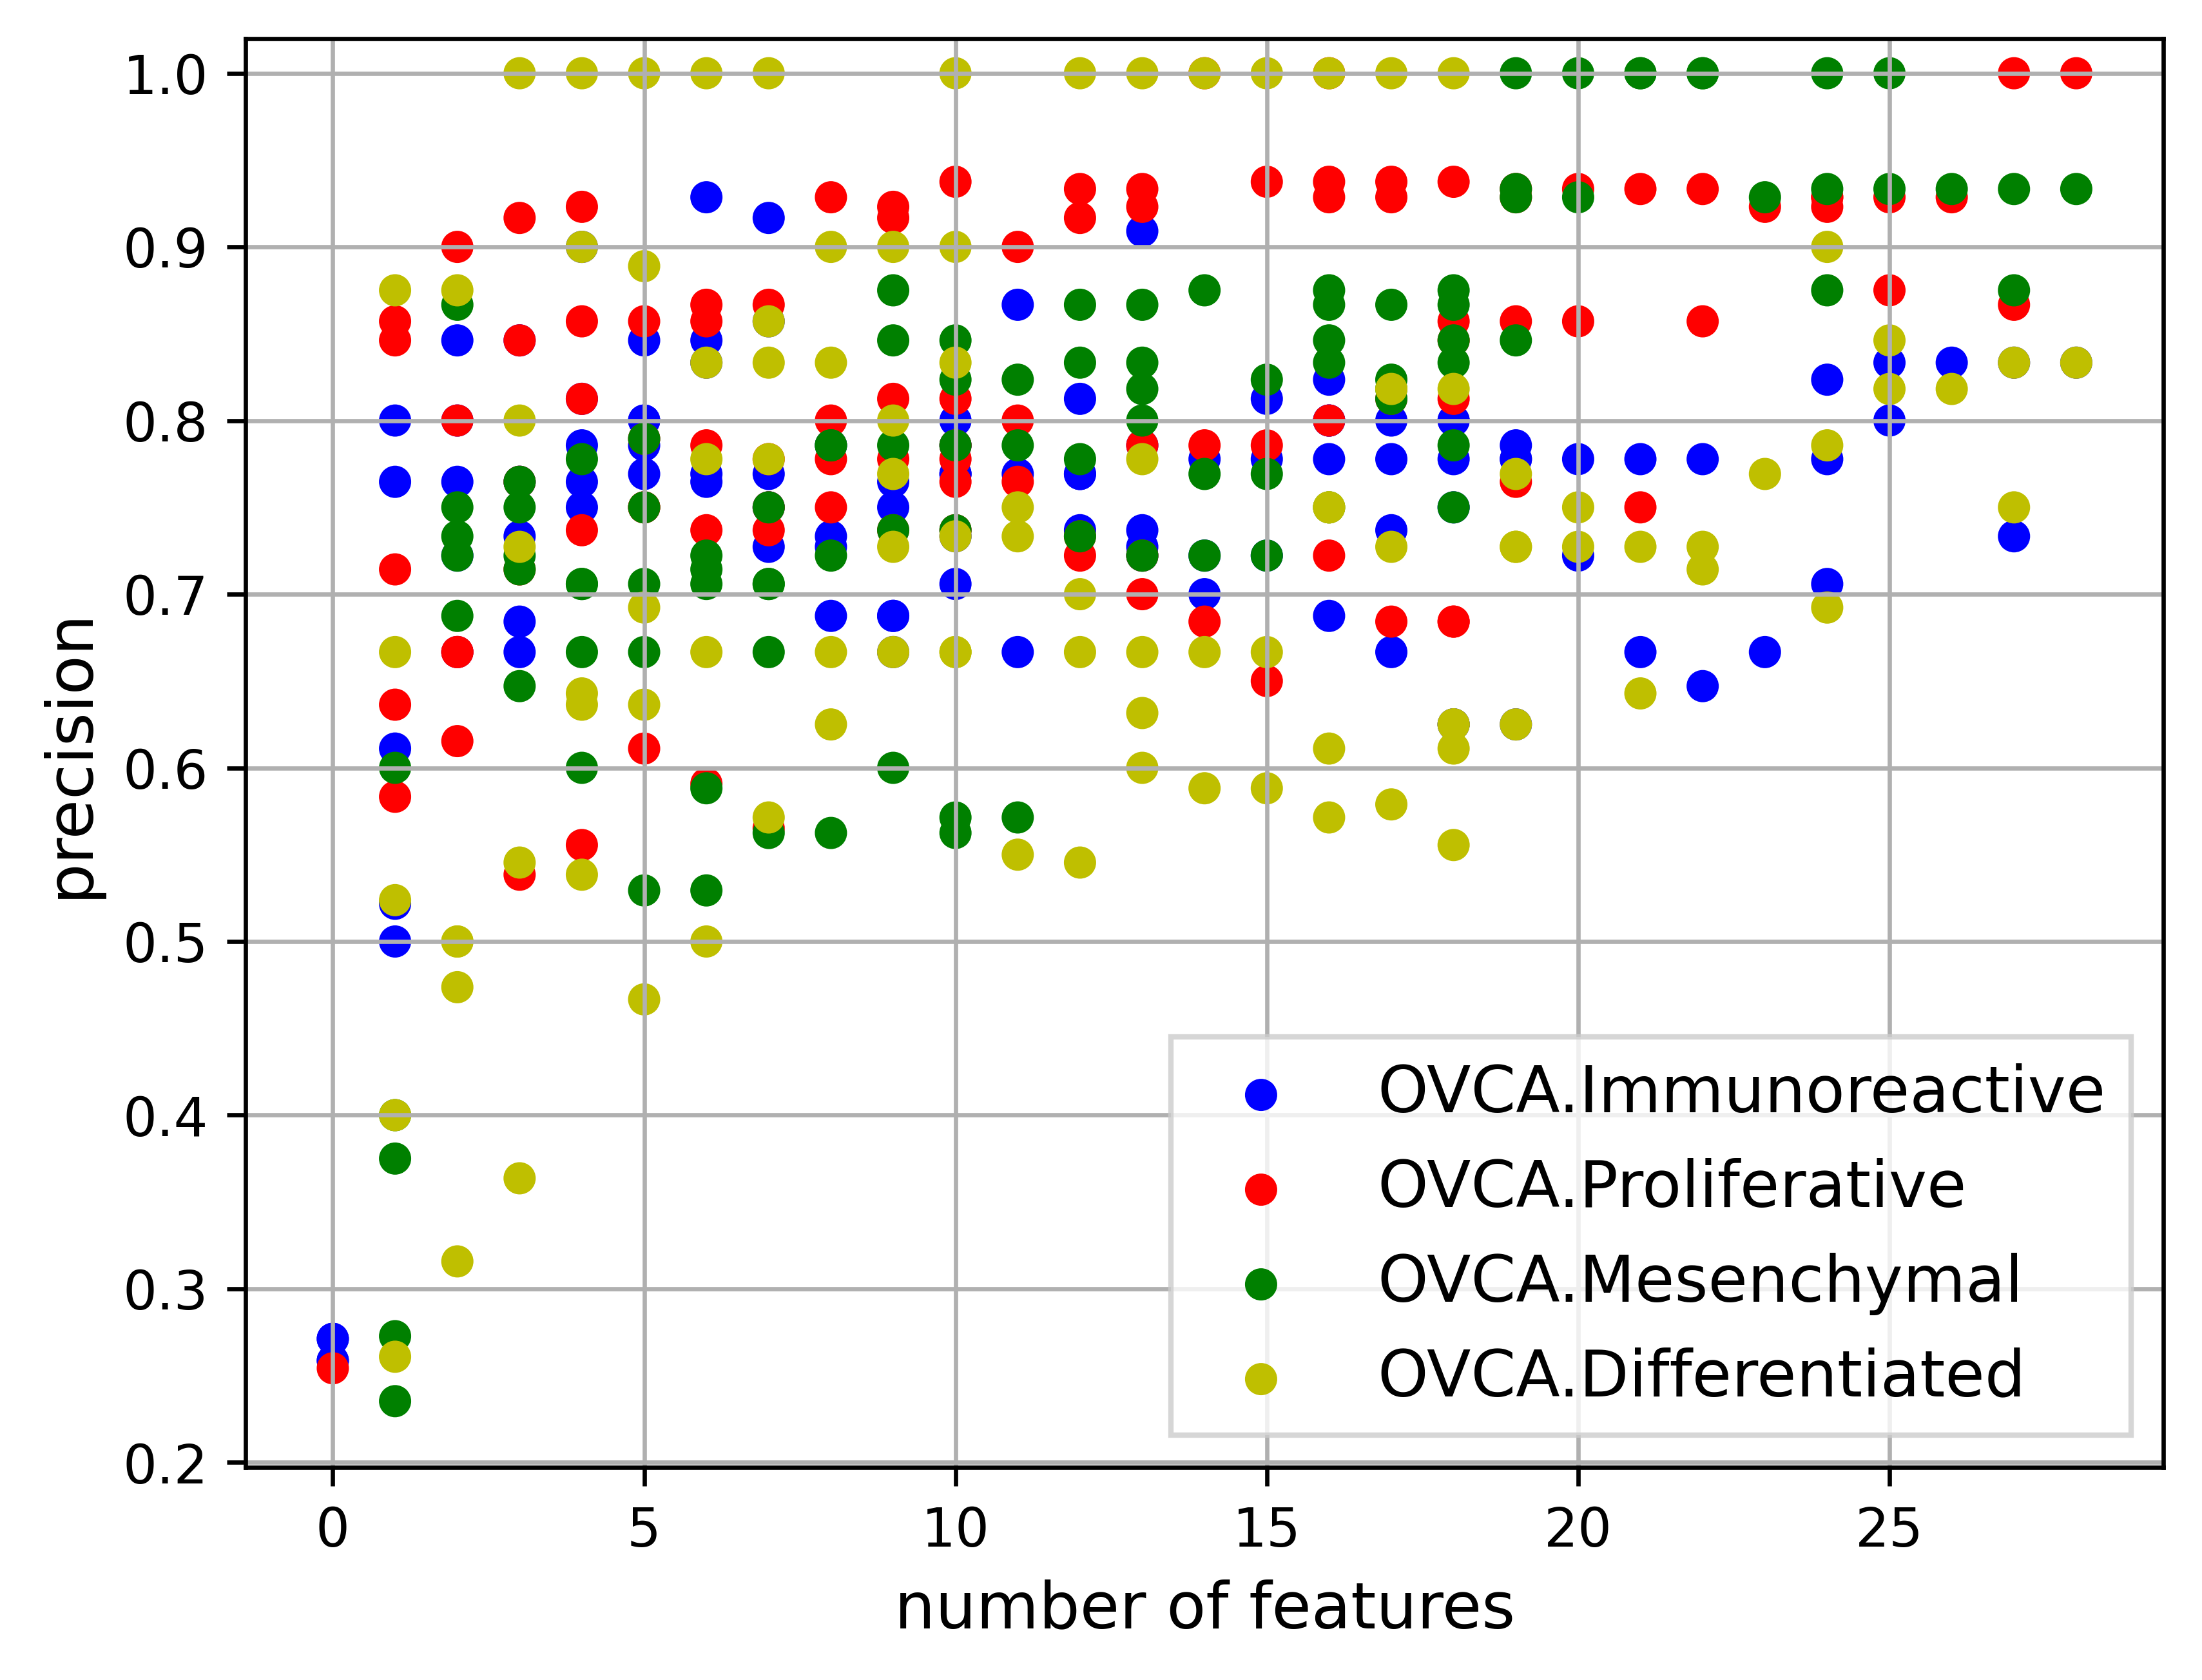 1.0
0.9
0.8
0.7
0.6
0.5
0.4
0.3
0.2
precision
OVCA.Immunoreactive
OVCA.Proliferative
OVCA.Mesenchymal
OVCA.Differentiated
0 5 10 15 20 25
number of features